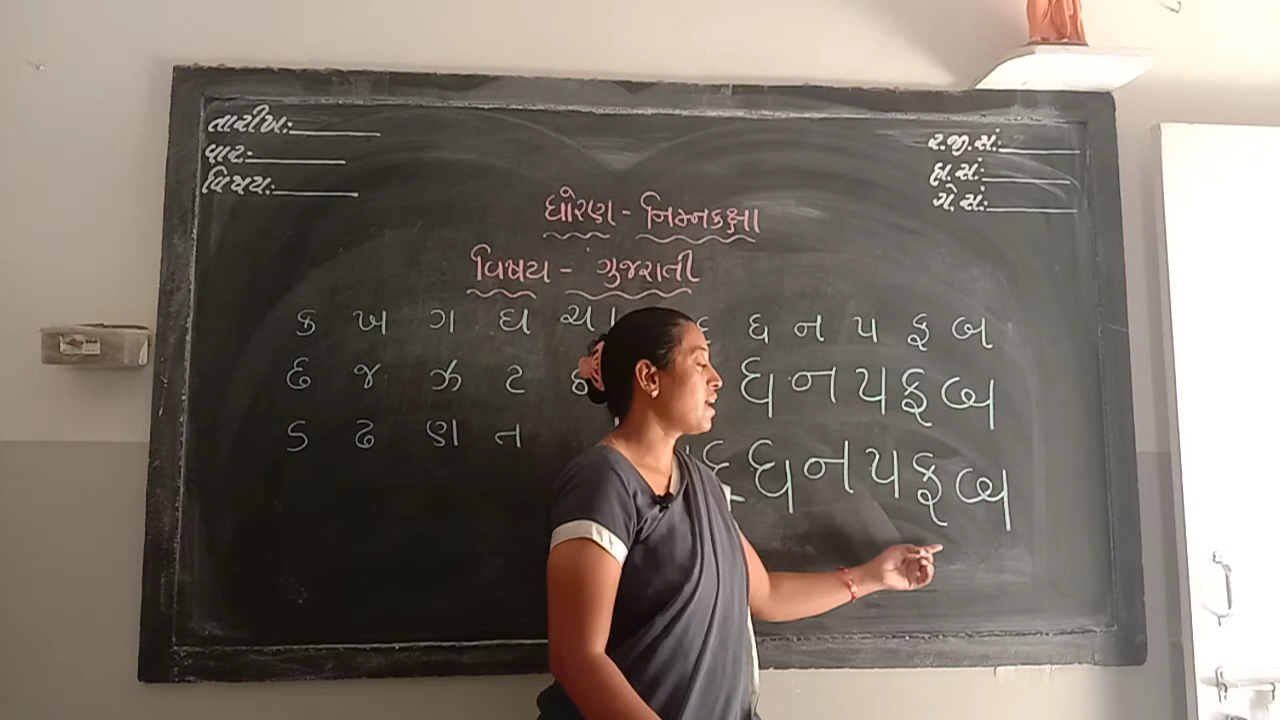 તારીખ:
વાર:
વિષય:
ર.જી.સં:
હા.સં:
ગે.સં:
ધોરણ - નિમ્નકક્ષા
વિષય - ગુજરાતી
ક ખ ગ ઘ ચ
છ જ ઝ ટ ઠ
ડ ઢ ણ ત
દ ધ ન પ ફ બ
ધ ન પ ફ બ
દ ધ ન પ ફ બ